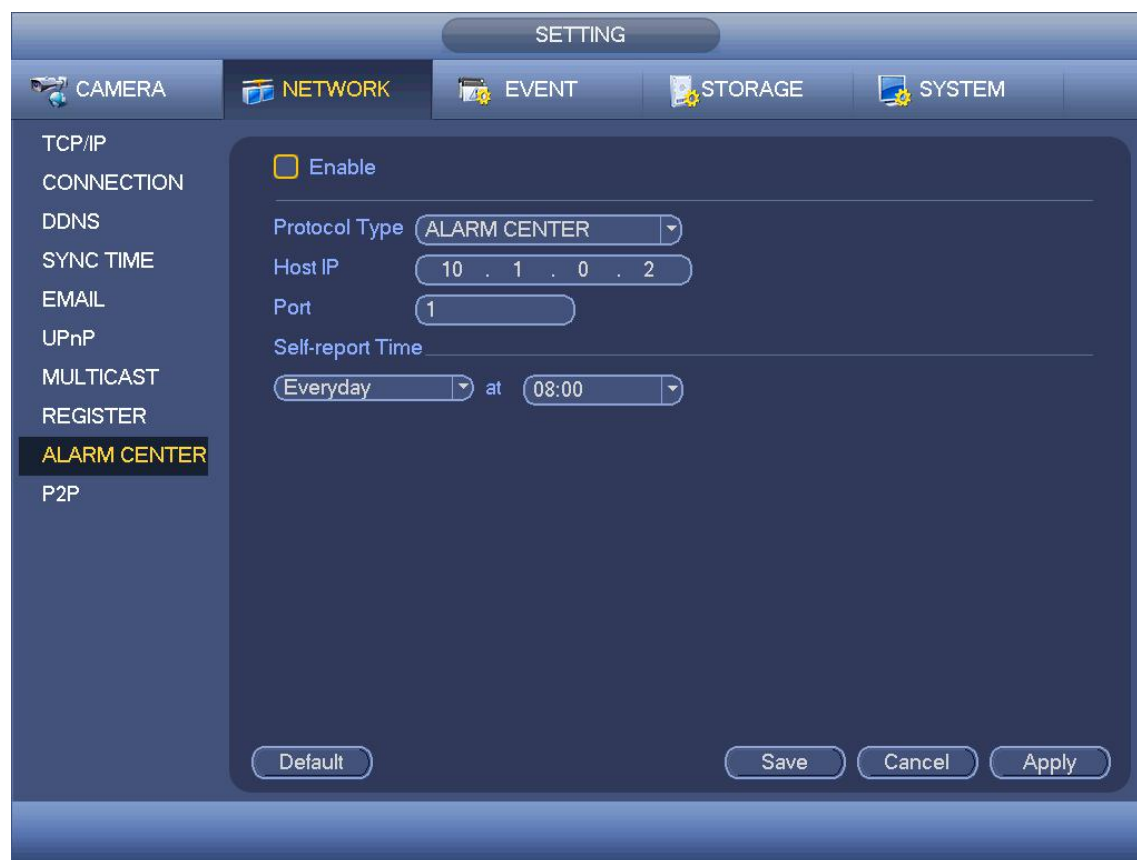 SETTING
CAMERA NETWORK EVENT STORAGE SYSTEM
TCP/IP
CONNECTION
DDNS
SYNC TIME
EMAIL
UPnP
MULTICAST
REGISTER
ALARM CENTER
P2P
Enable
Protocol Type ALARM CENTER
Host IP 10 . 1 . 0 . 2
Port 1
Self-report Time
Everyday at 08:00
Default Save Cancel Apply